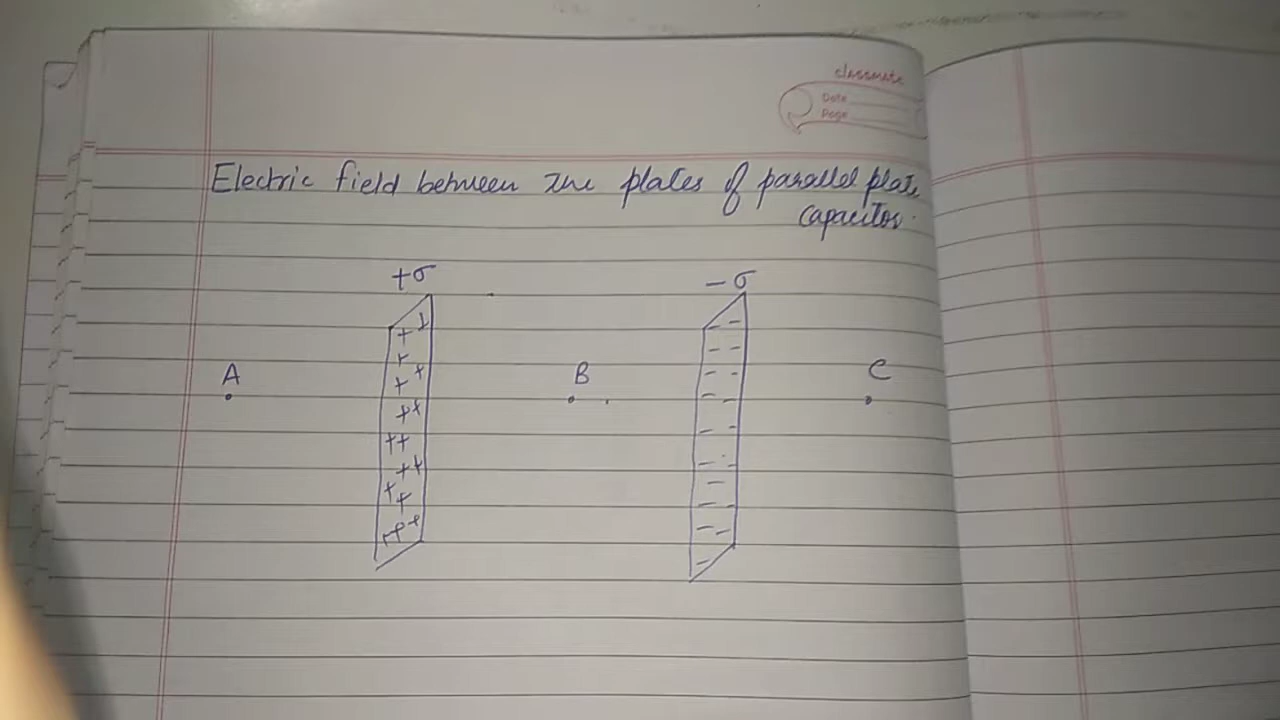 classmate
Date
Page
Electric field between the plates of parallel plate
capacitor.
+σ
−σ
A
B
C